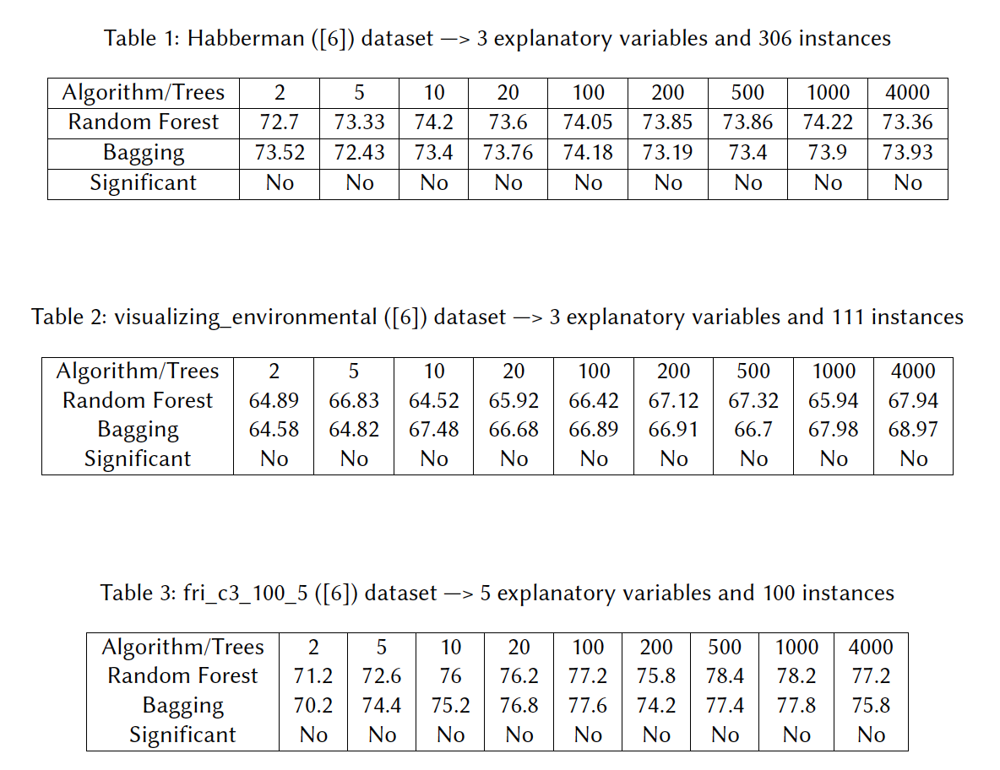 Table 1: Habberman ([6]) dataset —> 3 explanatory variables and 306 instances
Algorithm/Trees 2 5 10 20 100 200 500 1000 4000
Random Forest 72.7 73.33 74.2 73.6 74.05 73.85 73.86 74.22 73.36
Bagging 73.52 72.43 73.4 73.76 74.18 73.19 73.4 73.9 73.93
Significant No No No No No No No No No
Table 2: visualizing_environmental ([6]) dataset —> 3 explanatory variables and 111 instances
Algorithm/Trees 2 5 10 20 100 200 500 1000 4000
Random Forest 64.89 66.83 64.52 65.92 66.42 67.12 67.32 65.94 67.94
Bagging 64.58 64.82 67.48 66.68 66.89 66.91 66.7 67.98 68.97
Significant No No No No No No No No No
Table 3: fri_c3_100_5 ([6]) dataset —> 5 explanatory variables and 100 instances
Algorithm/Trees 2 5 10 20 100 200 500 1000 4000
Random Forest 71.2 72.6 76 76.2 77.2 75.8 78.4 78.2 77.2
Bagging 70.2 74.4 75.2 76.8 77.6 74.2 77.4 77.8 75.8
Significant No No No No No No No No No